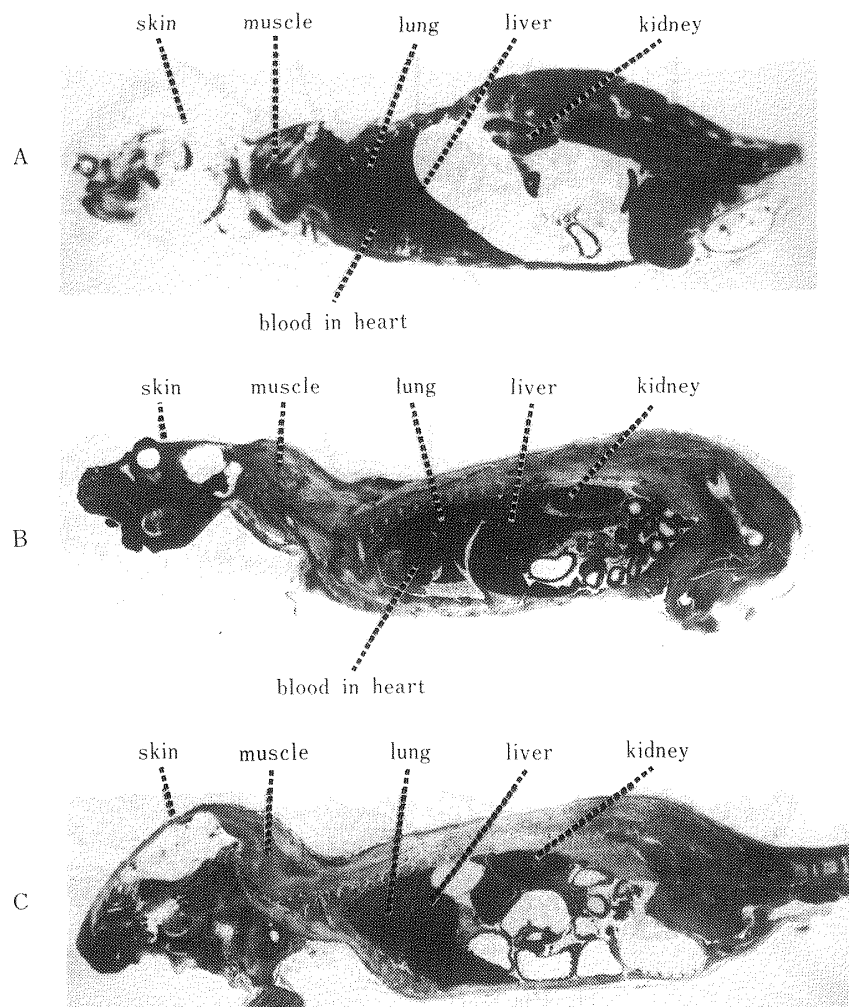 skin muscle lung liver kidney
A
blood in heart
skin muscle lung liver kidney
B
blood in heart
skin muscle lung liver kidney
C